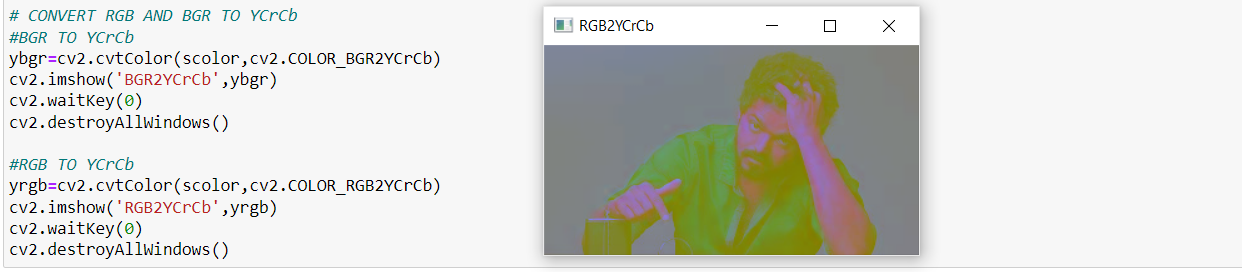 # CONVERT RGB AND BGR TO YCrCb
#BGR TO YCrCb
ybgr=cv2.cvtColor(scolor,cv2.COLOR_BGR2YCrCb)
cv2.imshow('BGR2YCrCb',ybgr)
cv2.waitKey(0)
cv2.destroyAllWindows()
#RGB TO YCrCb
yrgb=cv2.cvtColor(scolor,cv2.COLOR_RGB2YCrCb)
cv2.imshow('RGB2YCrCb',yrgb)
cv2.waitKey(0)
cv2.destroyAllWindows()
RGB2YCrCb